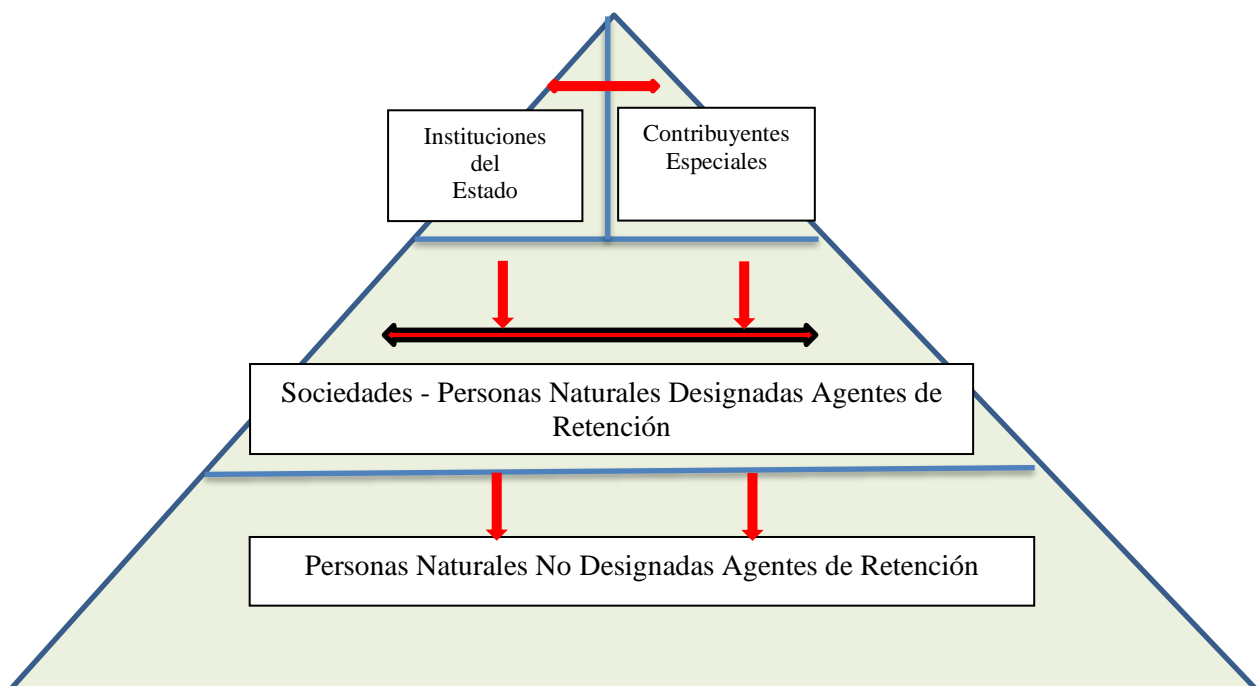 Instituciones
del
Estado
Contribuyentes
Especiales
Sociedades - Personas Naturales Designadas Agentes de
Retención
Personas Naturales No Designadas Agentes de Retención